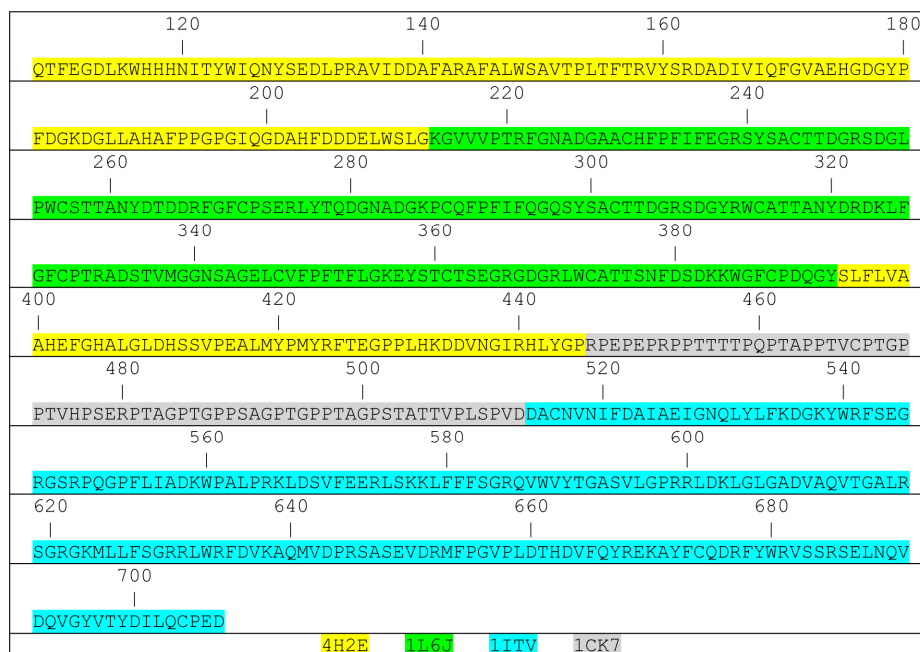 120 140 160 180
QTFEGDLKWHHHNITYWIQNYSEDLPRAVIDDAFARAFALWSAVTPLTFTRVYSRDADIVIQFGVAEHGDGYP
200 220 240
FDGKDGLLAHAFPPGPGIQGDAHFDDDELWSLGKGVVVPTRFGNADGAACHFPFIFEGRSYSACTTDGRSDGL
260 280 300 320
PWCSTTANYDTDDRFGFCPSERLYTQDGNADGKPCQFPFIFQGQSYSACTTDGRSDGYRWCATTANYDRDKLF
340 360 380
GFCPTRADSTVMGGNSAGELCVFPFTFLGKEYSTCTSEGRGDGRLWCATTSNFDSDKKWGFCPDQGYSLFLVA
400 420 440 460
AHEFGHALGLDHSSVPEALMYPMYRFTEGPPLHKDDVNGIRHLYGPRPEPEPRPPTTTTPQPTAPPTVCPTGP
480 500 520 540
PTVHPSERPTAGPTGPPSAGPTGPPTAGPSTATTVPLSPVDDACNVNIFDAIAEIGNQLYLFKDGKYWRFSEG
560 580 600
RGSRPQGPFLIADKWPALPRKLDSVFEERLSKKLFFFSGRQVWVYTGASVLGPRRLDKLGLGADVAQVTGALR
620 640 660 680
SGRGKMLLFSGRRLWRFDVKAQMVDPRSASEVDRMFPGVPLDTHDVFQYREKAYFCQDRFYWRVSSRSELNQV
700
DQVGYVTYDILQCPED
4H2E 1L6J 1ITV 1CK7